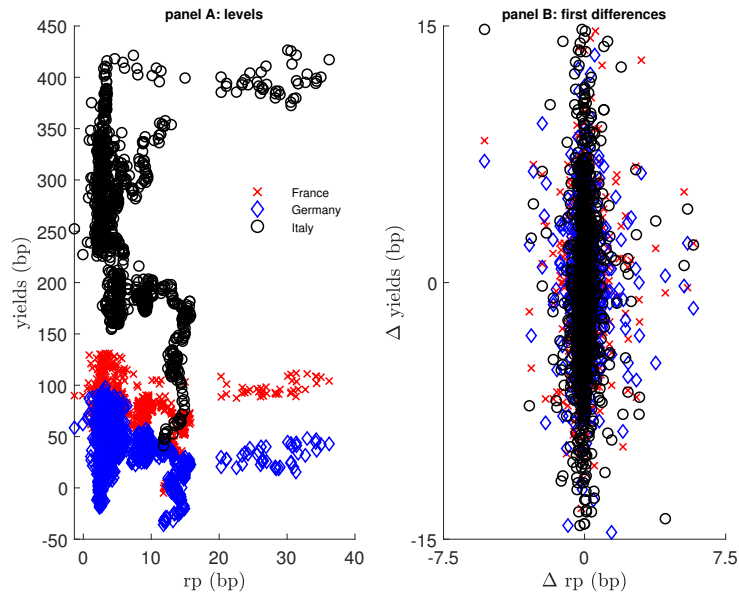 panel A: levels
450
400
350
300
250
200
150
100
50
0
-50
0
10
20
30
40
rp (bp)
yields (bp)
France
Germany
Italy
panel B: first differences
15
0
-15
-7.5
0
7.5
Δ rp (bp)
Δ yields (bp)